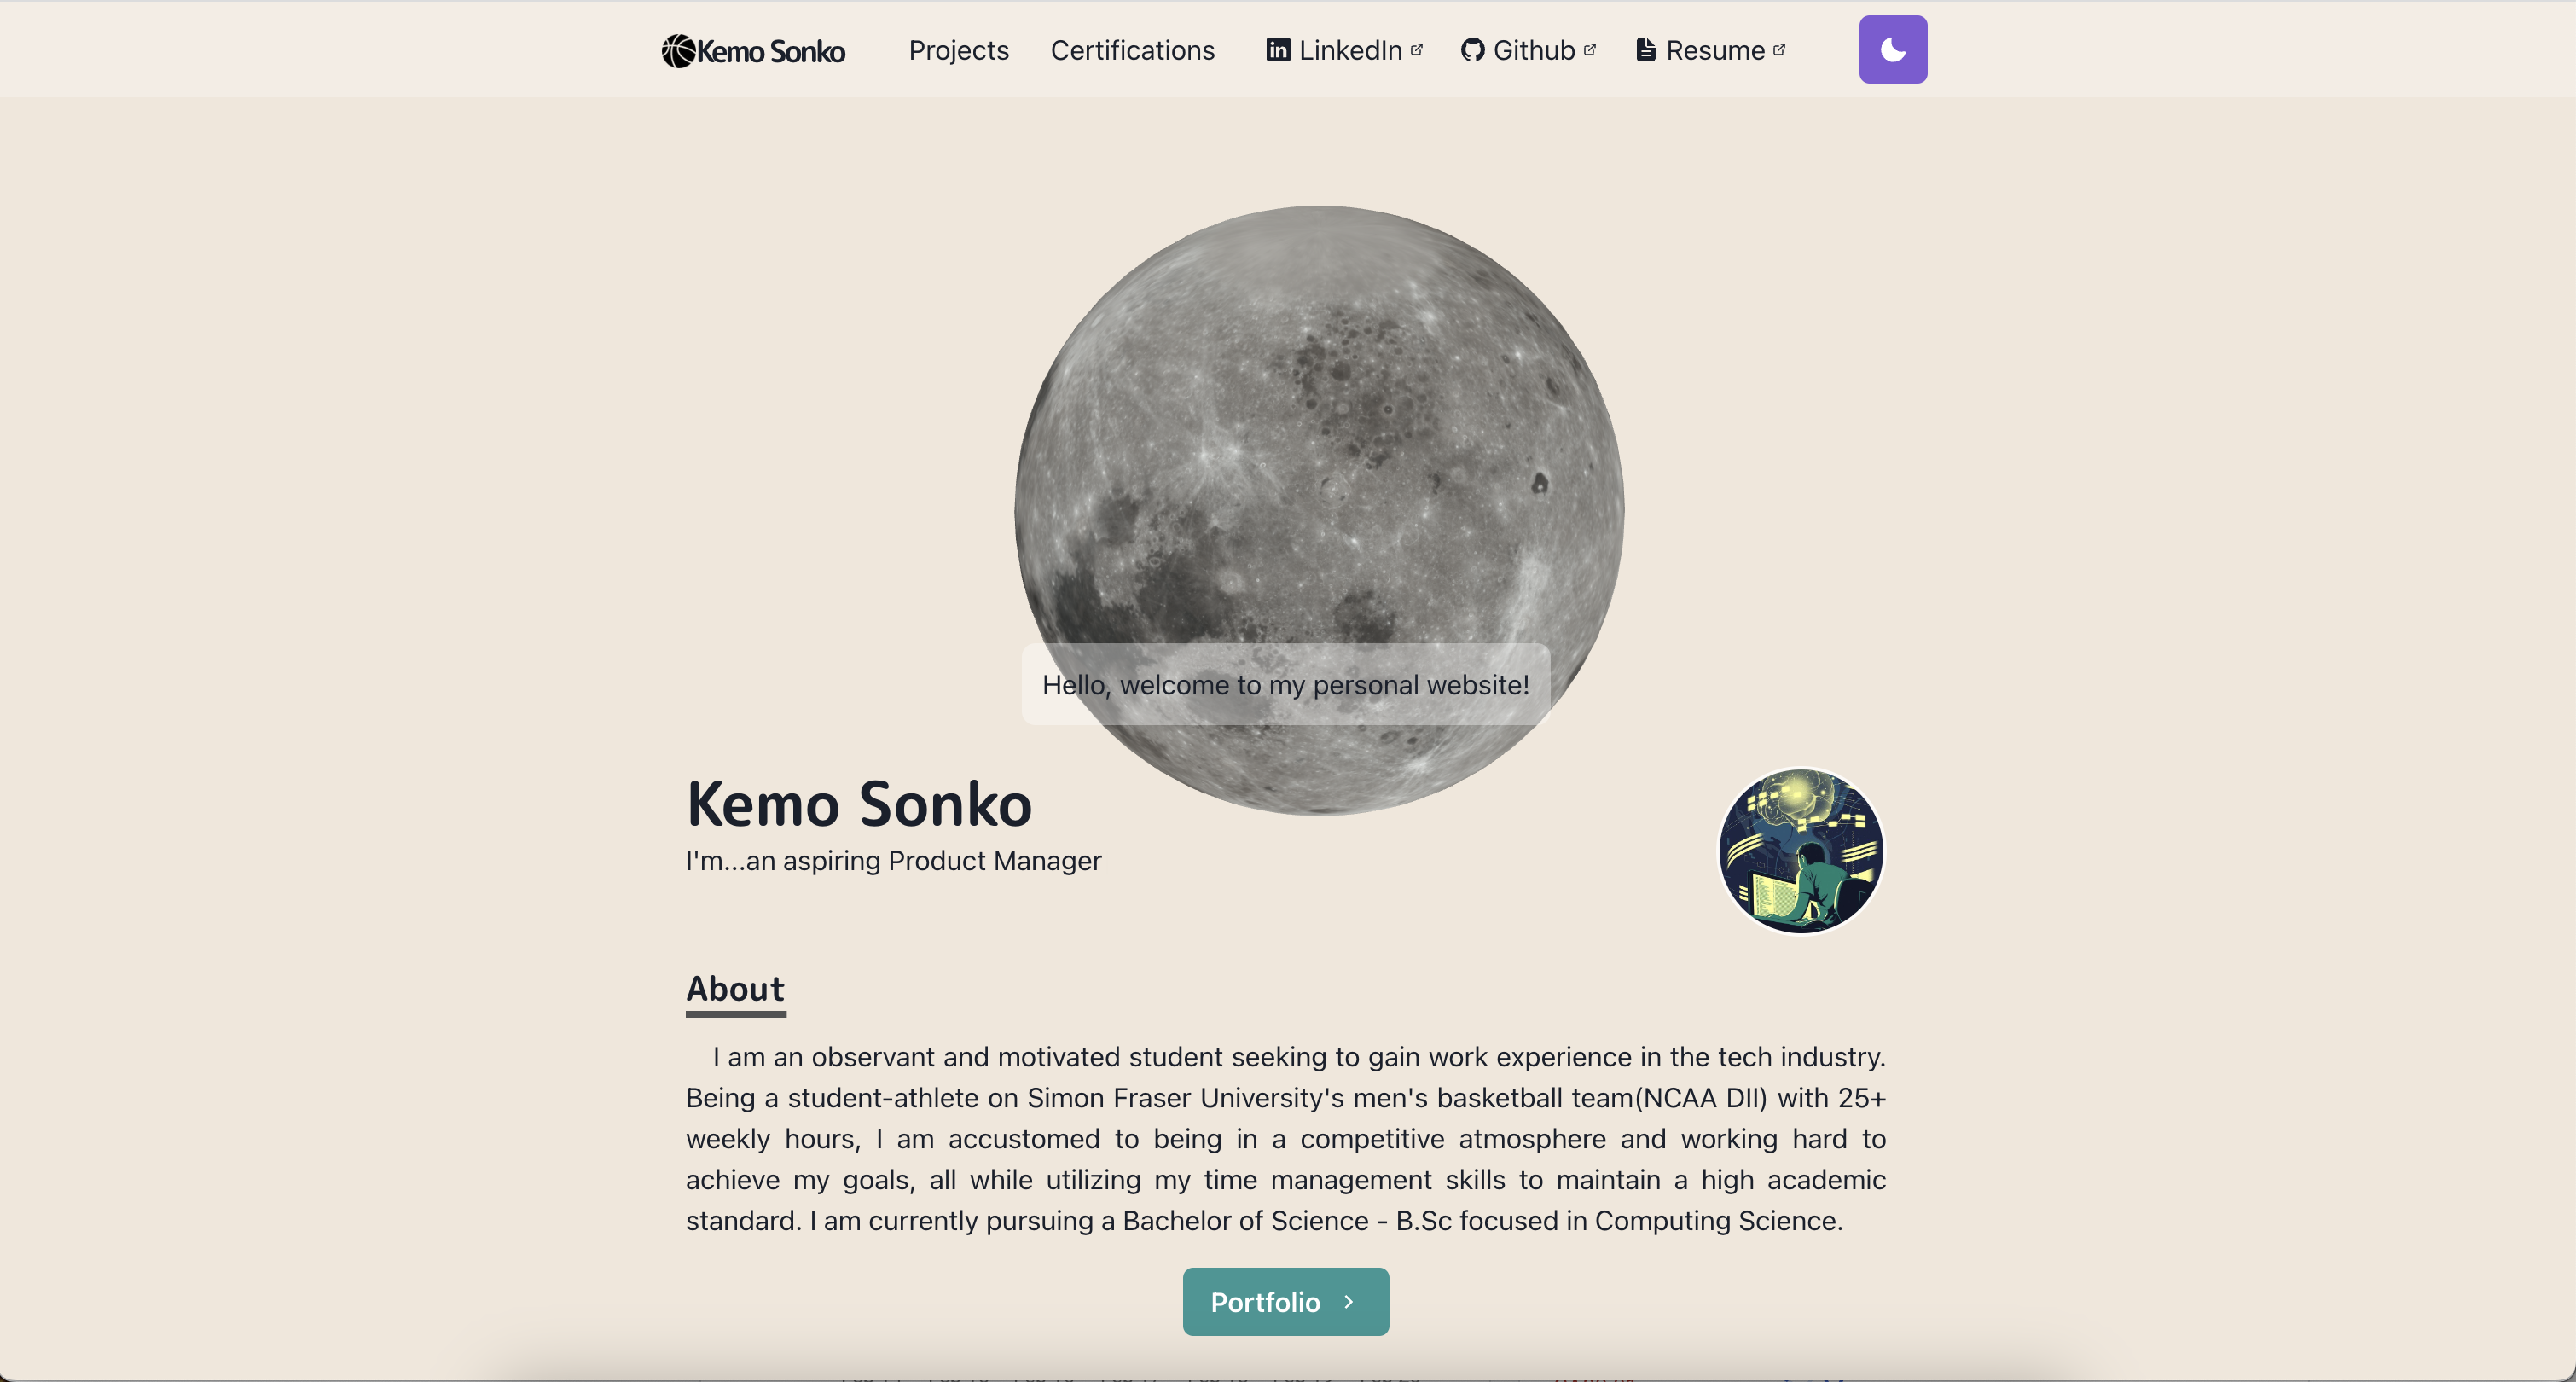 Kemo Sonko Projects Certifications LinkedIn Github Resume
Hello, welcome to my personal website!
Kemo Sonko
I'm...an aspiring Product Manager
About
I am an observant and motivated student seeking to gain work experience in the tech industry.
Being a student-athlete on Simon Fraser University's men's basketball team(NCAA DII) with 25+
weekly hours, I am accustomed to being in a competitive atmosphere and working hard to
achieve my goals, all while utilizing my time management skills to maintain a high academic
standard. I am currently pursuing a Bachelor of Science - B.Sc focused in Computing Science.
Portfolio